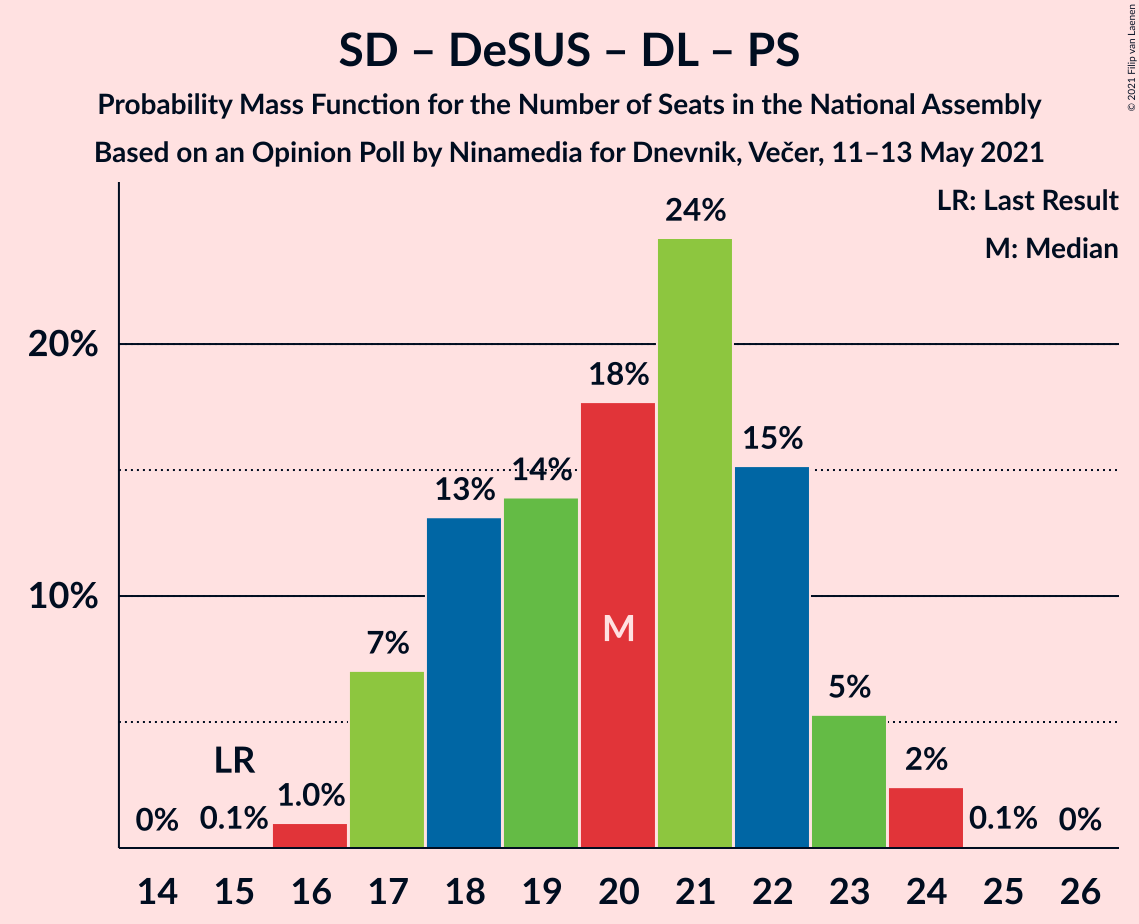 SD – DeSUS – DL – PS
Probability Mass Function for the Number of Seats in the National Assembly
Based on an Opinion Poll by Ninamedia for Dnevnik, Večer, 11–13 May 2021
© 2021 Filip van Laenen
LR: Last Result
M: Median
24%
20%
18%
15%
14%
13%
10%
M
7%
5%
LR
2%
1.0%
0%
0.1%
0.1%
0%
14 15 16 17 18 19 20 21 22 23 24 25 26